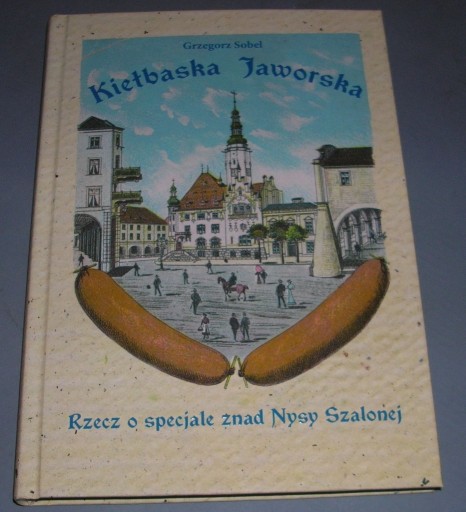 Grzegorz Sobel
Kiełbaska Jaworska
Rzecz o specjale znad Nysy Szalonej